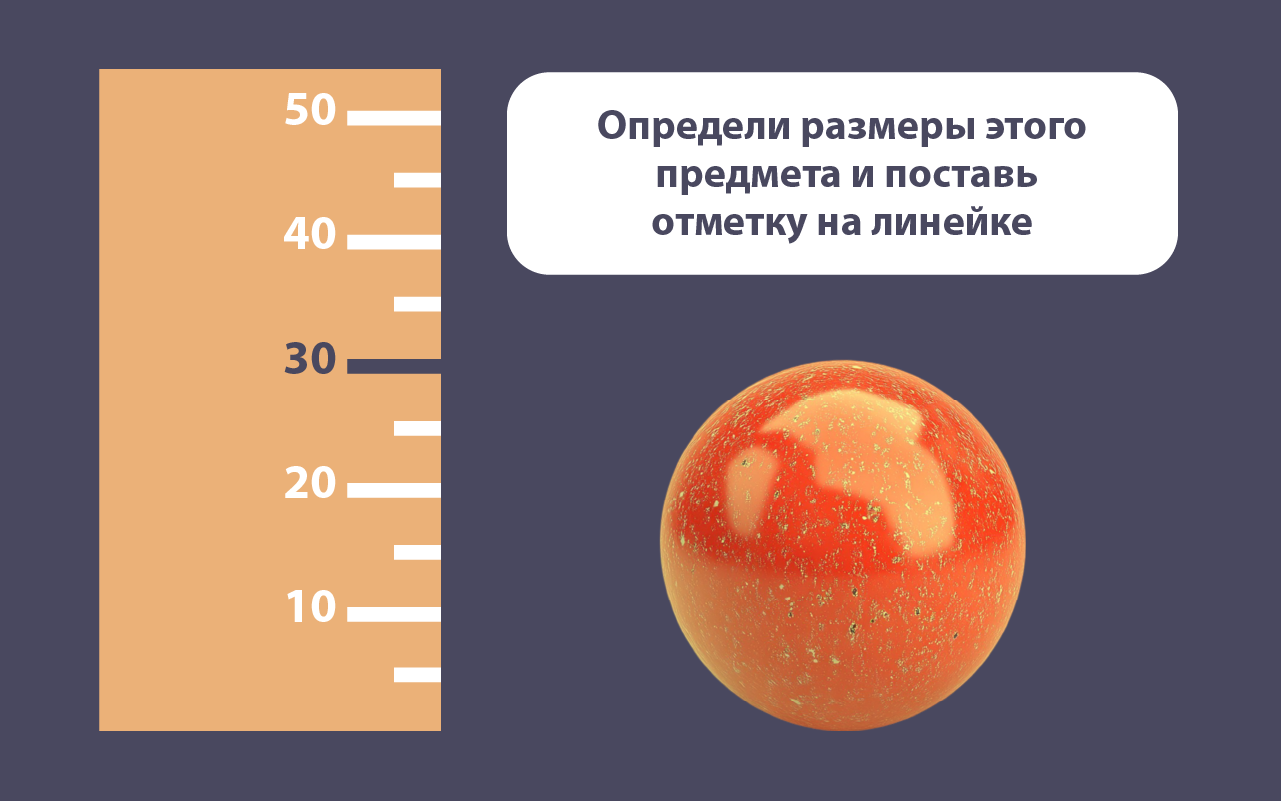 50
40
30
20
10
Определи размеры этого
предмета и поставь
отметку на линейке